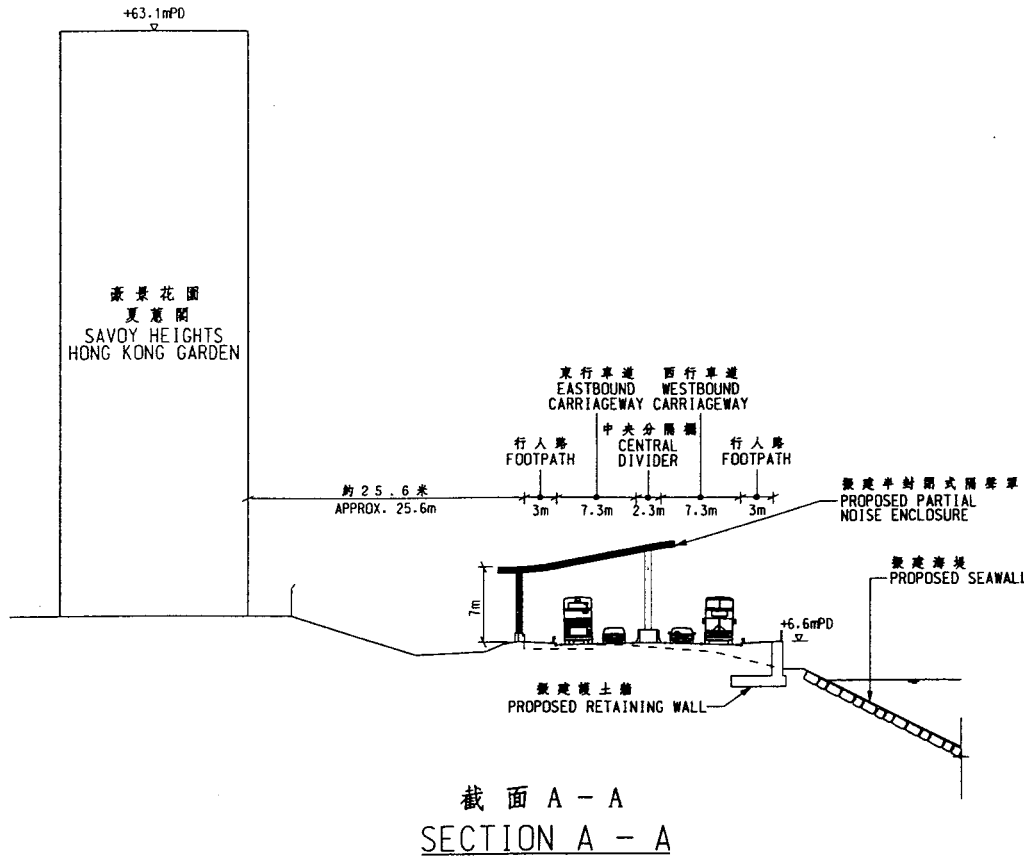 +63.1mPD
豪景花園
夏蕙閣
SAVOY HEIGHTS
HONG KONG GARDEN
東行車道
EASTBOUND
CARRIAGEWAY
西行車道
WESTBOUND
CARRIAGEWAY
行人路
FOOTPATH
中央分隔欄
CENTRAL
DIVIDER
行人路
FOOTPATH
約25.6米
APPROX. 25.6m
3m
7.3m
2.3m
7.3m
3m
擬建半封閉式隔聲罩
PROPOSED PARTIAL
NOISE ENCLOSURE
擬建海堤
PROPOSED SEAWALL
7m
+6.6mPD
擬建護土牆
PROPOSED RETAINING WALL
截面 A - A
SECTION A - A